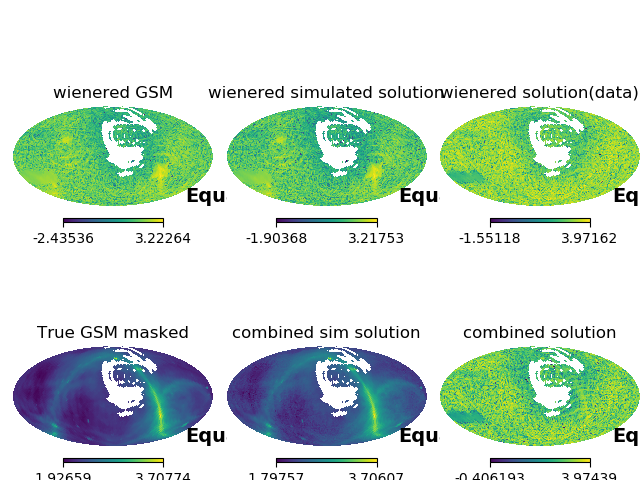 wienered GSM
wienered simulated solution
wienered solution(data)
Equ
Equ
Eq
-2.43536 3.22264
-1.90368 3.21753
-1.55118 3.97162
True GSM masked
combined sim solution
combined solution
Equ
Equ
Eq
1.92659 3.70774
1.79757 3.70607
-0.406193 3.97439